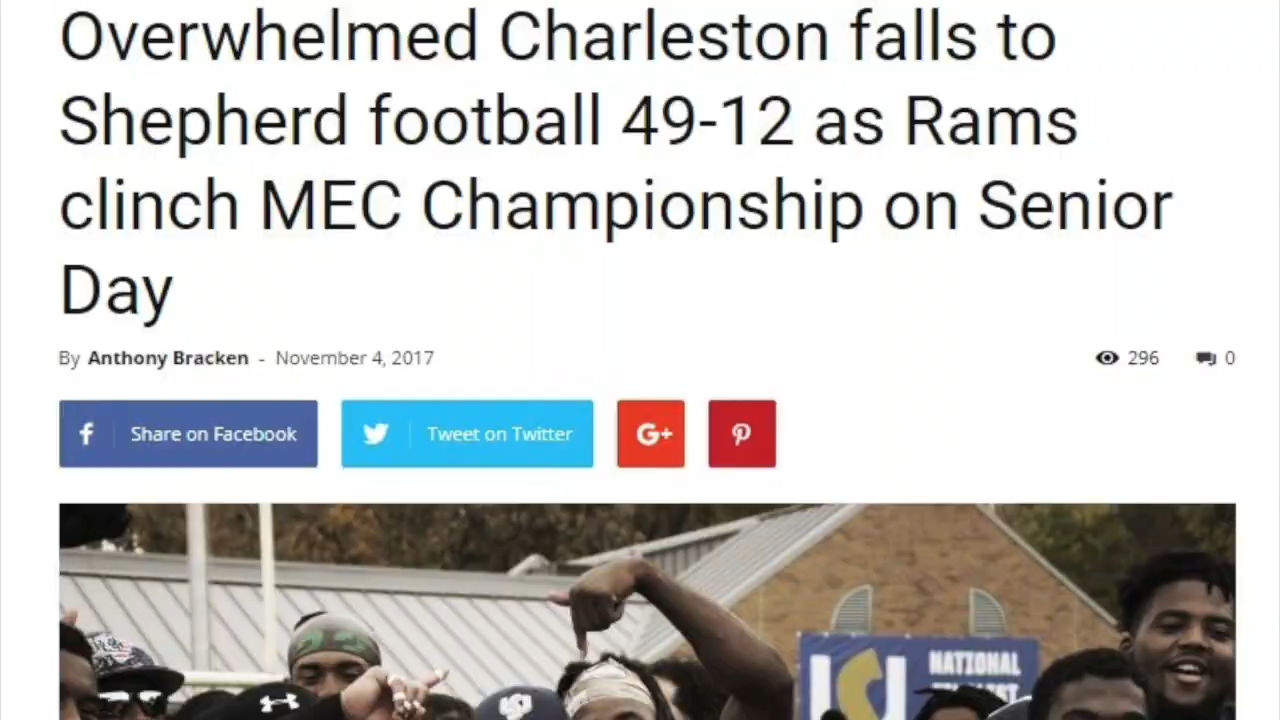 Overwhelmed Charleston falls to
Shepherd football 49-12 as Rams
clinch MEC Championship on Senior
Day
By Anthony Bracken - November 4, 2017
296
0
Share on Facebook
Tweet on Twitter
G+
NATIONAL